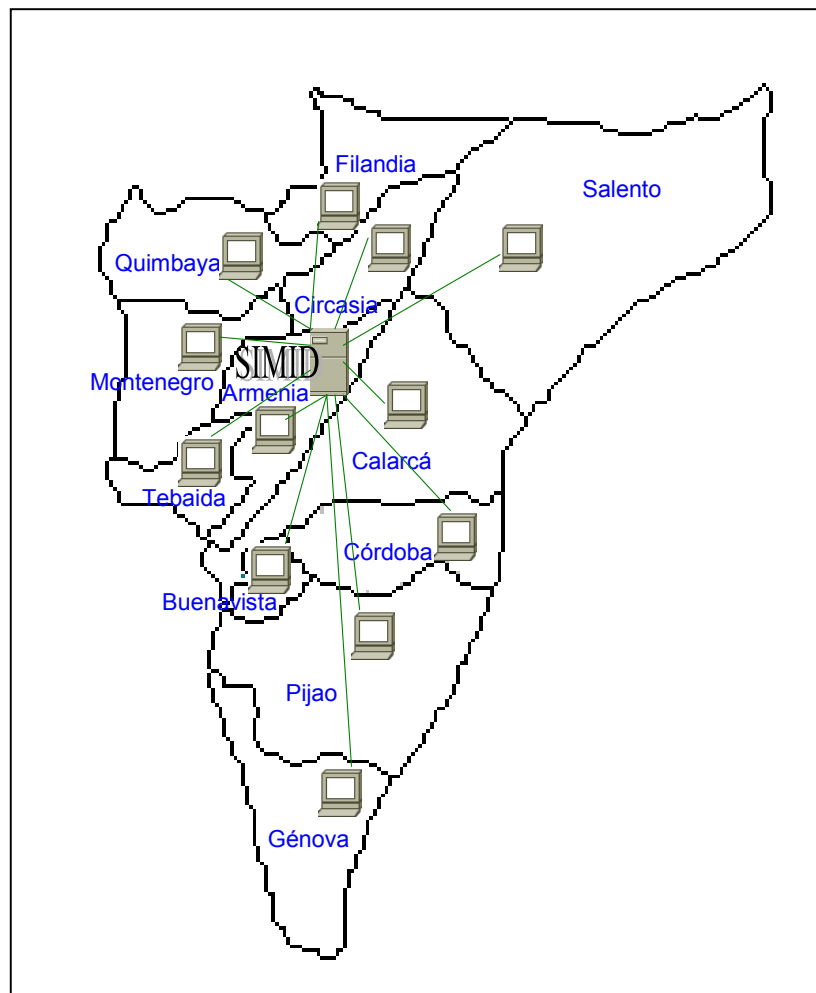 Filandia
Salento
Quimbaya
Circasia
SIMID
Montenegro
Armenia
Calarcá
Tebaida
Córdoba
Buenavista
Pijao
Génova